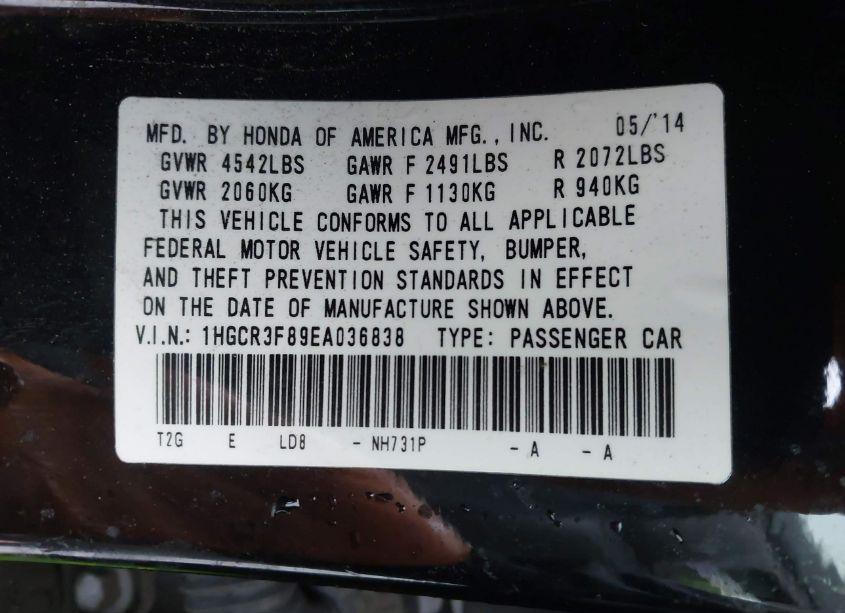 MFD. BY HONDA OF AMERICA MFG., INC. 05/'14
GVWR 4542LBS GAWR F 2491LBS R 2072LBS
GVWR 2060KG GAWR F 1130KG R 940KG
THIS VEHICLE CONFORMS TO ALL APPLICABLE
FEDERAL MOTOR VEHICLE SAFETY, BUMPER,
AND THEFT PREVENTION STANDARDS IN EFFECT
ON THE DATE OF MANUFACTURE SHOWN ABOVE.
V.I.N.: 1HGCR3F89EA036838 TYPE: PASSENGER CAR
T2G E LD8 - NH731P - A - A